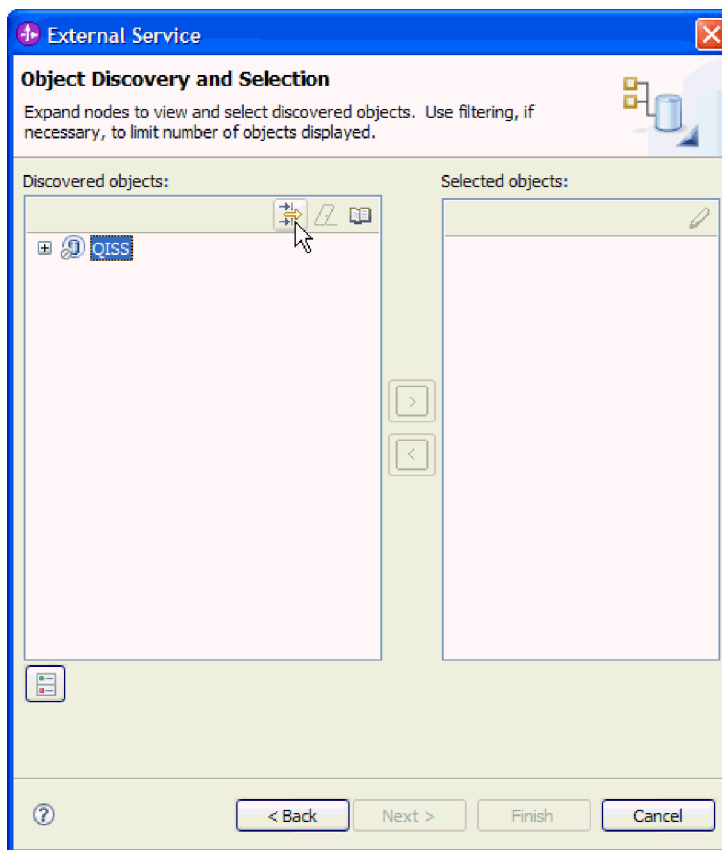 External Service
Object Discovery and Selection
Expand nodes to view and select discovered objects. Use filtering, if
necessary, to limit number of objects displayed.
Discovered objects:
Selected objects:
QISS
>
<
?
< Back
Next >
Finish
Cancel